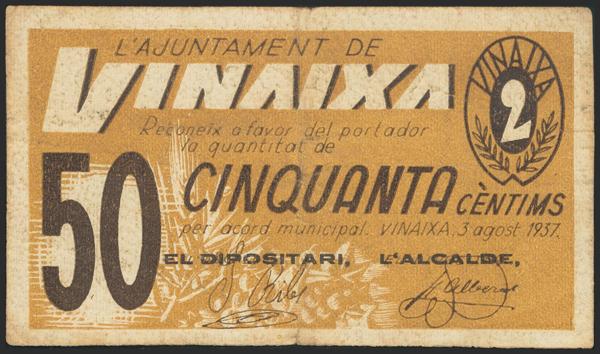 L'AJUNTAMENT DE
VINAIXA
VINAIXA
2
Reconeix a favor del portador
la quantitat de
50
CINQUANTA CÈNTIMS
per acord municipal. VINAIXA, 3 agost 1937.
EL DIPOSITARI, L'ALCALDE,